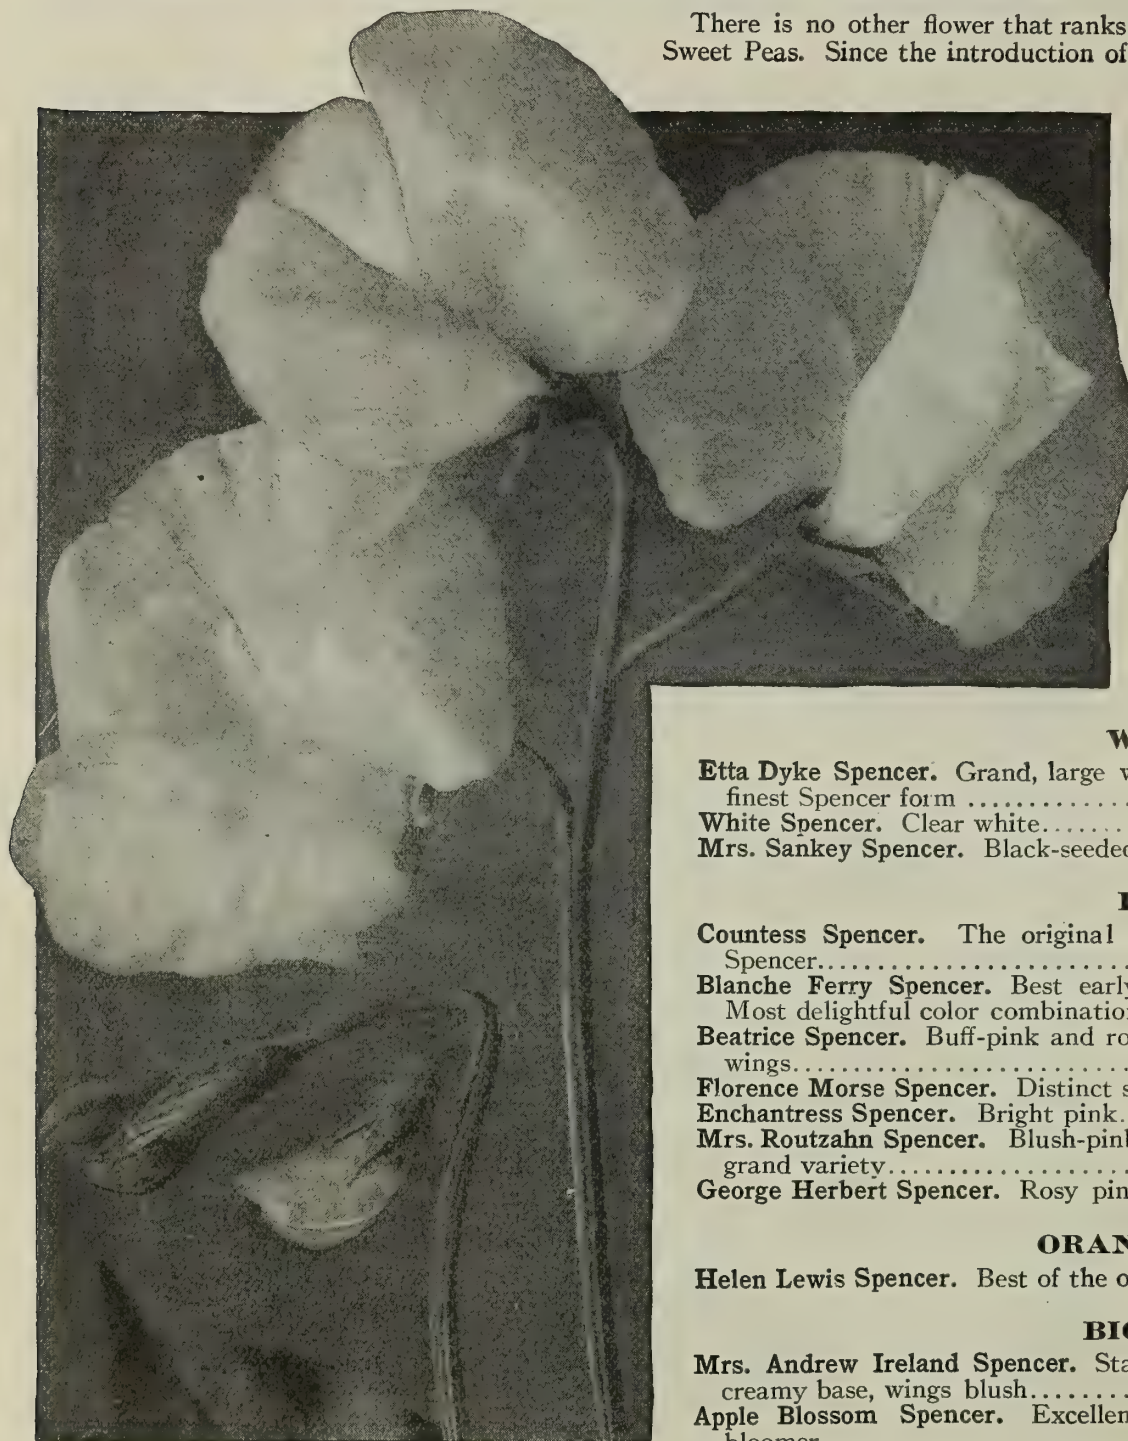 There is no other flower that ranks
Sweet Peas. Since the introduction of
Etta Dyke Spencer. Grand, large
finest Spencer form ............
White Spencer. Clear white......
Mrs. Sankey Spencer. Black-seeded
Countess Spencer. The original
Spencer........................
Blanche Ferry Spencer. Best early
Most delightful color combination
Beatrice Spencer. Buff-pink and
wings..........................
Florence Morse Spencer. Distinct
Enchantress Spencer. Bright pink.
Mrs. Routzahn Spencer. Blush-pink
grand variety..................
George Herbert Spencer. Rosy
Helen Lewis Spencer. Best of the
Mrs. Andrew Ireland Spencer.
creamy base, wings blush........
Apple Blossom Spencer.
bloomer